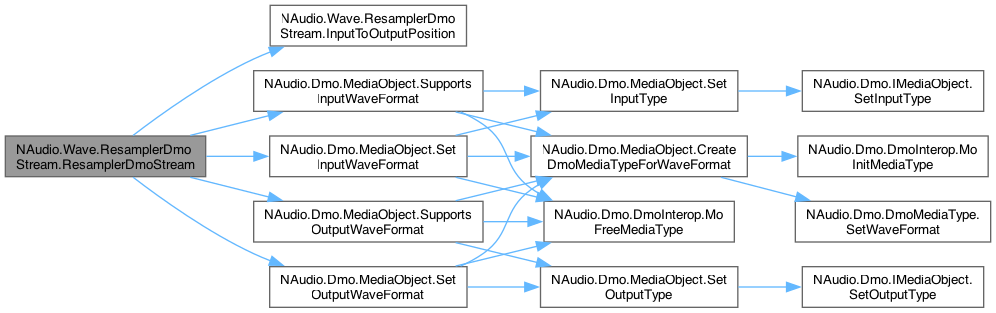 NAudio.Wave.ResamplerDmo
Stream.ResamplerDmoStream
NAudio.Wave.ResamplerDmo
Stream.InputToOutputPosition
NAudio.Dmo.MediaObject.Supports
InputWaveFormat
NAudio.Dmo.MediaObject.Set
InputWaveFormat
NAudio.Dmo.MediaObject.Supports
OutputWaveFormat
NAudio.Dmo.MediaObject.Set
OutputWaveFormat
NAudio.Dmo.MediaObject.Set
InputType
NAudio.Dmo.MediaObject.Create
DmoMediaTypeForWaveFormat
NAudio.Dmo.DmoInterop.Mo
FreeMediaType
NAudio.Dmo.MediaObject.Set
OutputType
NAudio.Dmo.IMediaObject.
SetInputType
NAudio.Dmo.DmoInterop.Mo
InitMediaType
NAudio.Dmo.DmoMediaType.
SetWaveFormat
NAudio.Dmo.IMediaObject.
SetOutputType